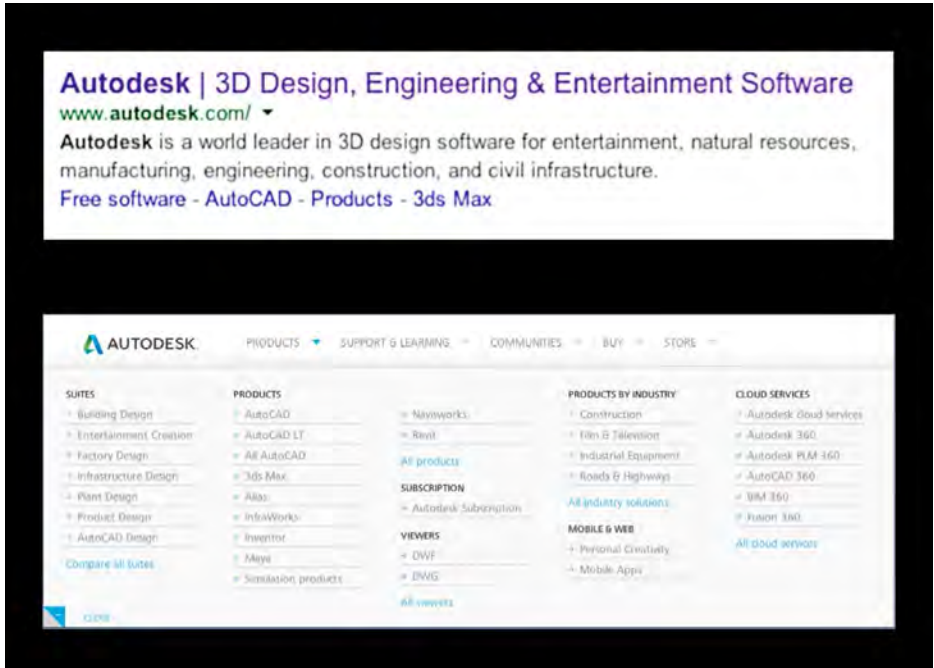 Autodesk | 3D Design, Engineering & Entertainment Software
www.autodesk.com/
Autodesk is a world leader in 3D design software for entertainment, natural resources,
manufacturing, engineering, construction, and civil infrastructure.
Free software - AutoCAD - Products - 3ds Max
AUTODESK
PRODUCTS SUPPORT & LEARNING COMMUNITIES BUY STORE
SUITES
Building Design
Entertainment Creation
Factory Design
Infrastructure Design
Plant Design
Product Design
AutoCAD Design
Compare all suites
PRODUCTS
AutoCAD
AutoCAD LT
All AutoCAD
3ds Max
Alias
InfraWorks
Inventor
Maya
Simulation products
Navisworks
Revit
All products
SUBSCRIPTION
Autodesk Subscription
VIEWERS
DWF
DWG
All viewers
PRODUCTS BY INDUSTRY
Construction
Film & Television
Industrial Equipment
Roads & Highways
All industry solutions
MOBILE & WEB
Personal Creativity
Mobile Apps
CLOUD SERVICES
Autodesk cloud services
Autodesk 360
Autodesk PLM 360
AutoCAD 360
BIM 360
Fusion 360
All cloud services
CLOSE